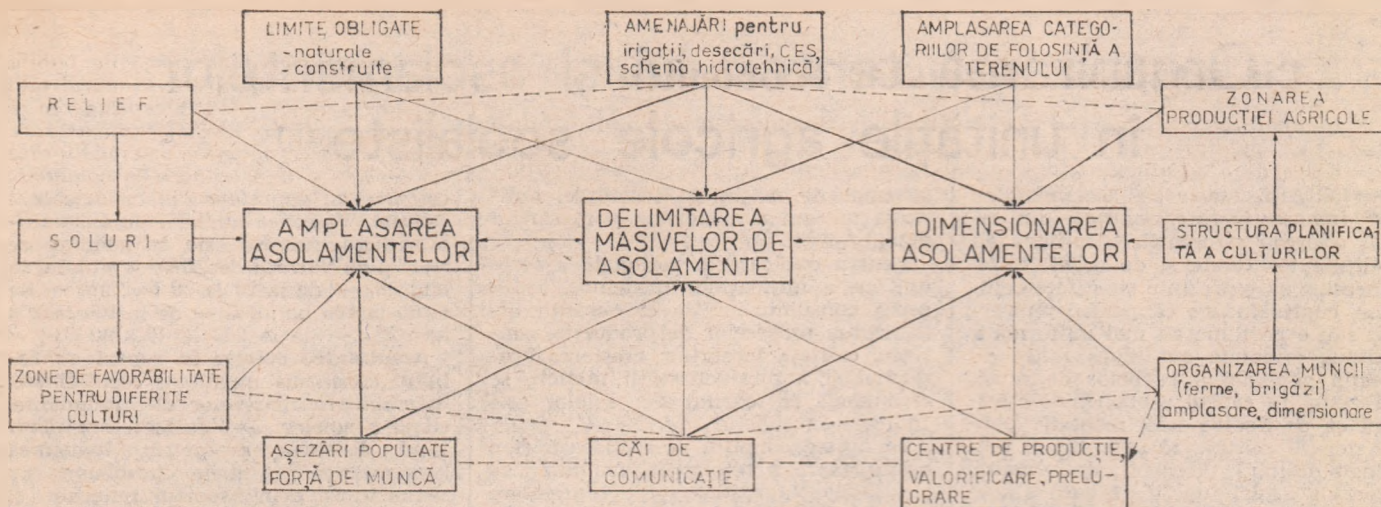 LIMITE OBLIGATE
- naturale
- construite
AMENAJĂRI pentru
irigații, desecări, CES,
schemă hidrotehnică
AMPLASAREA CATEGO-
RIILOR DE FOLOSINȚĂ A
TERENULUI
RELIEF
ZONAREA
PRODUCȚIEI AGRICOLE
SOLURI
AMPLASAREA
ASOLAMENTELOR
DELIMITAREA
MASIVELOR DE
ASOLAMENTE
DIMENSIONAREA
ASOLAMENTELOR
STRUCTURA PLANIFICA-
TĂ A CULTURILOR
ZONE DE FAVORABILITATE
PENTRU DIFERITE
CULTURI
ORGANIZAREA MUNCII
(ferme, brigăzi)
amplasare, dimensionare
AȘEZĂRI POPULATE
FORȚĂ DE MUNCĂ
CĂI DE
COMUNICAȚIE
CENTRE DE PRODUCȚIE,
VALORIFICARE, PRELU-
CRARE